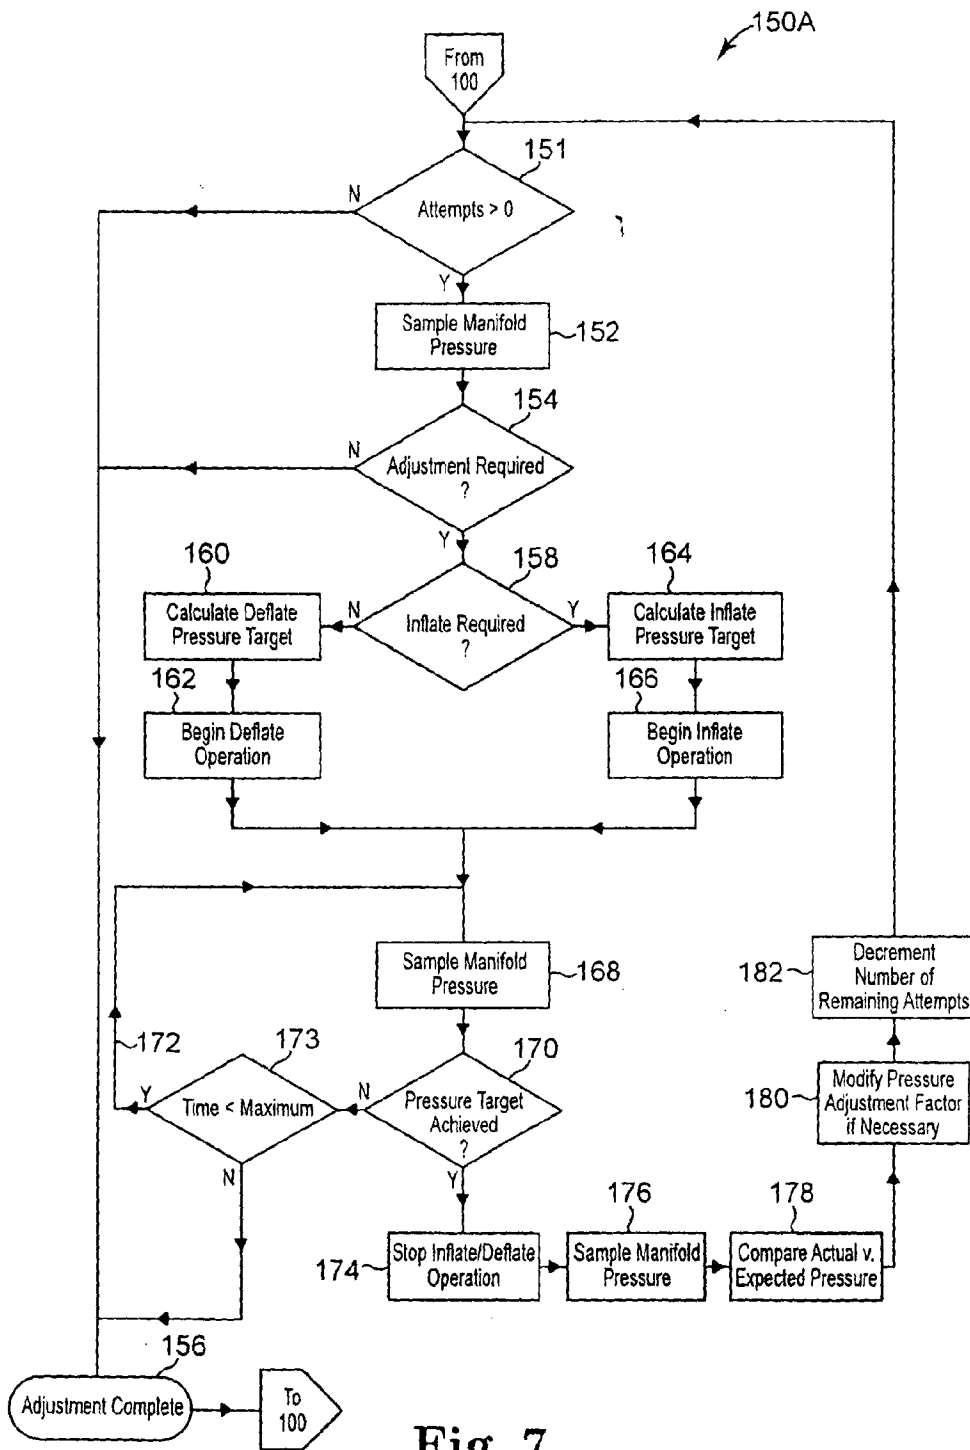 150A
From
100
151
N
Attempts > 0
Y
Sample Manifold
Pressure
152
154
N
Adjustment Required
?
Y
160
158
164
Calculate Deflate
Pressure Target
N
Inflate Required
?
Y
Calculate Inflate
Pressure Target
162
166
Begin Deflate
Operation
Begin Inflate
Operation
Sample Manifold
Pressure
168
182
Decrement
Number of
Remaining Attempts
172
173
170
Y
Time < Maximum
N
Pressure Target
Achieved
?
180
Modify Pressure
Adjustment Factor
if Necessary
N
Y
176
178
174
Stop Inflate/Deflate
Operation
Sample Manifold
Pressure
Compare Actual v.
Expected Pressure
156
Adjustment Complete
To
100
Fig. 7